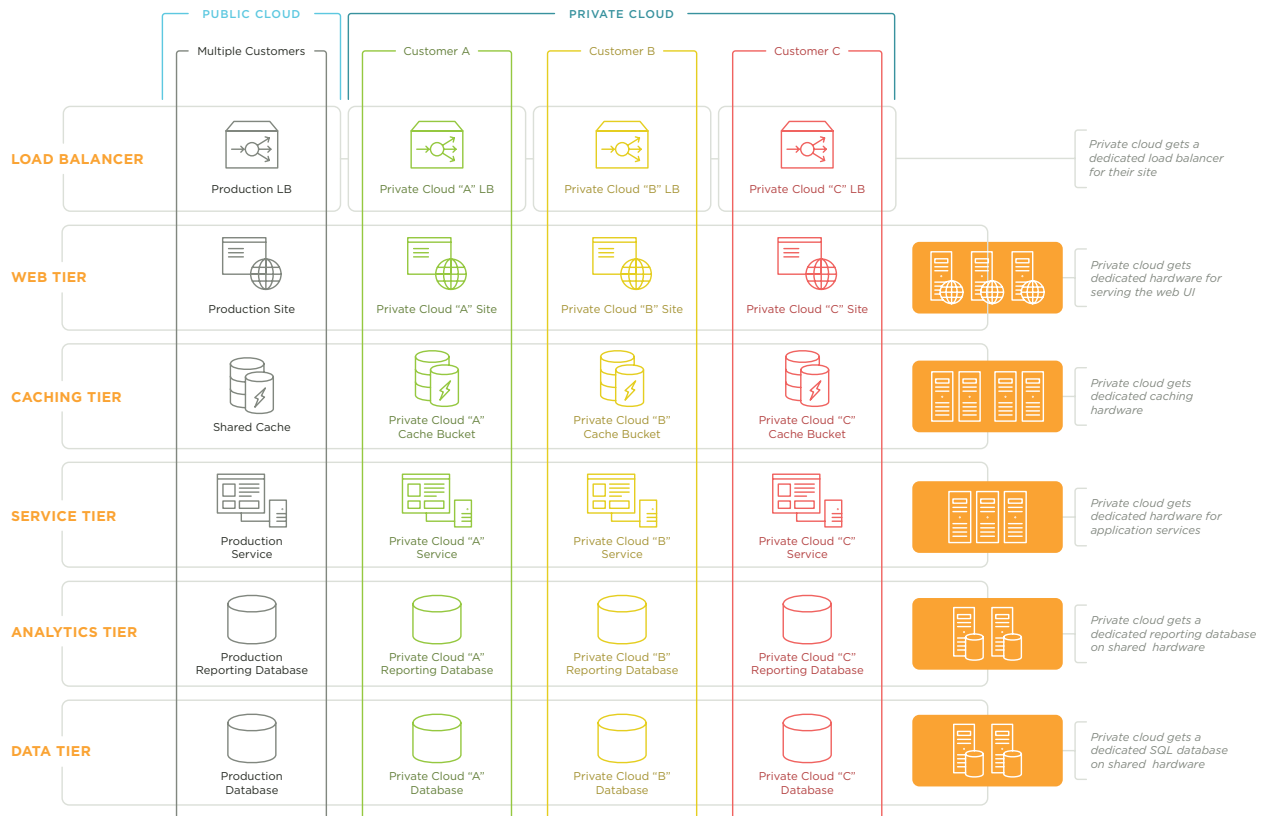 PUBLIC CLOUD
PRIVATE CLOUD
Multiple Customers
Customer A
Customer B
Customer C
LOAD BALANCER
Production LB
Private Cloud “A” LB
Private Cloud “B” LB
Private Cloud “C” LB
Private cloud gets a
dedicated load balancer
for their site
WEB TIER
Production Site
Private Cloud “A” Site
Private Cloud “B” Site
Private Cloud “C” Site
Private cloud gets
dedicated hardware for
serving the web UI
CACHING TIER
Shared Cache
Private Cloud “A”
Cache Bucket
Private Cloud “B”
Cache Bucket
Private Cloud “C”
Cache Bucket
Private cloud gets
dedicated caching
hardware
SERVICE TIER
Production
Service
Private Cloud “A”
Service
Private Cloud “B”
Service
Private Cloud “C”
Service
Private cloud gets
dedicated hardware for
application services
ANALYTICS TIER
Production
Reporting Database
Private Cloud “A”
Reporting Database
Private Cloud “B”
Reporting Database
Private Cloud “C”
Reporting Database
Private cloud gets a
dedicated reporting database
on shared hardware
DATA TIER
Production
Database
Private Cloud “A”
Database
Private Cloud “B”
Database
Private Cloud “C”
Database
Private cloud gets a
dedicated SQL database
on shared hardware